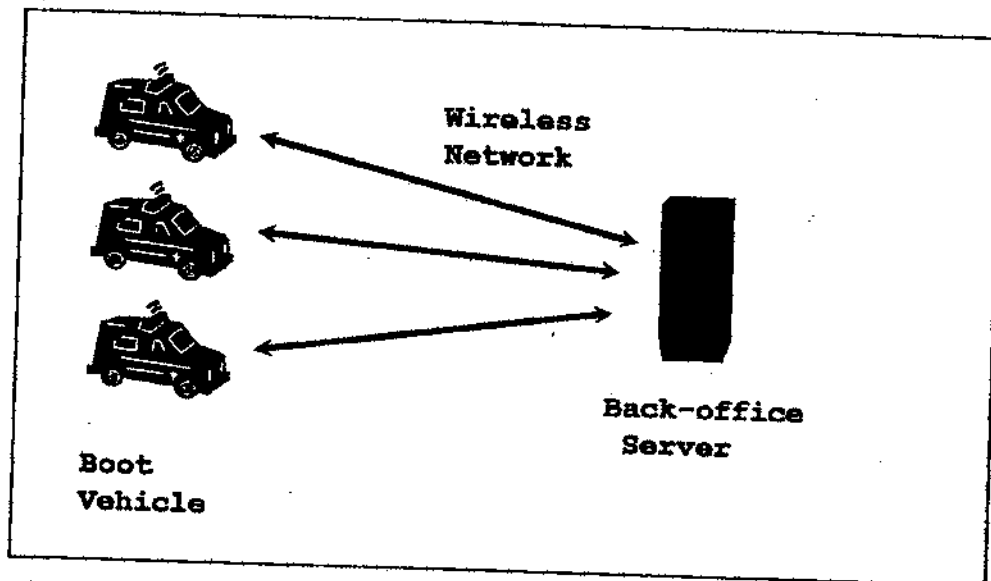 Wireless
Network
Back-office
Server
Boot
Vehicle